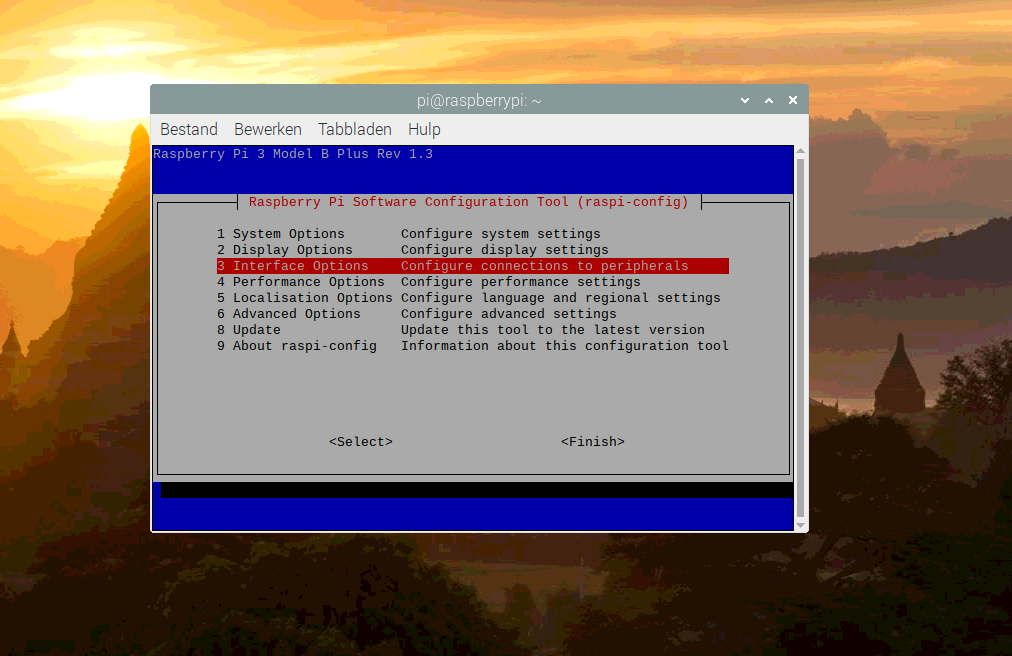 pi@raspberrypi: ~
Bestand Bewerken Tabbladen Hulp
Raspberry Pi 3 Model B Plus Rev 1.3
Raspberry Pi Software Configuration Tool (raspi-config)
1 System Options Configure system settings
2 Display Options Configure display settings
3 Interface Options Configure connections to peripherals
4 Performance Options Configure performance settings
5 Localisation Options Configure language and regional settings
6 Advanced Options Configure advanced settings
8 Update Update this tool to the latest version
9 About raspi-config Information about this configuration tool
<Select> <Finish>